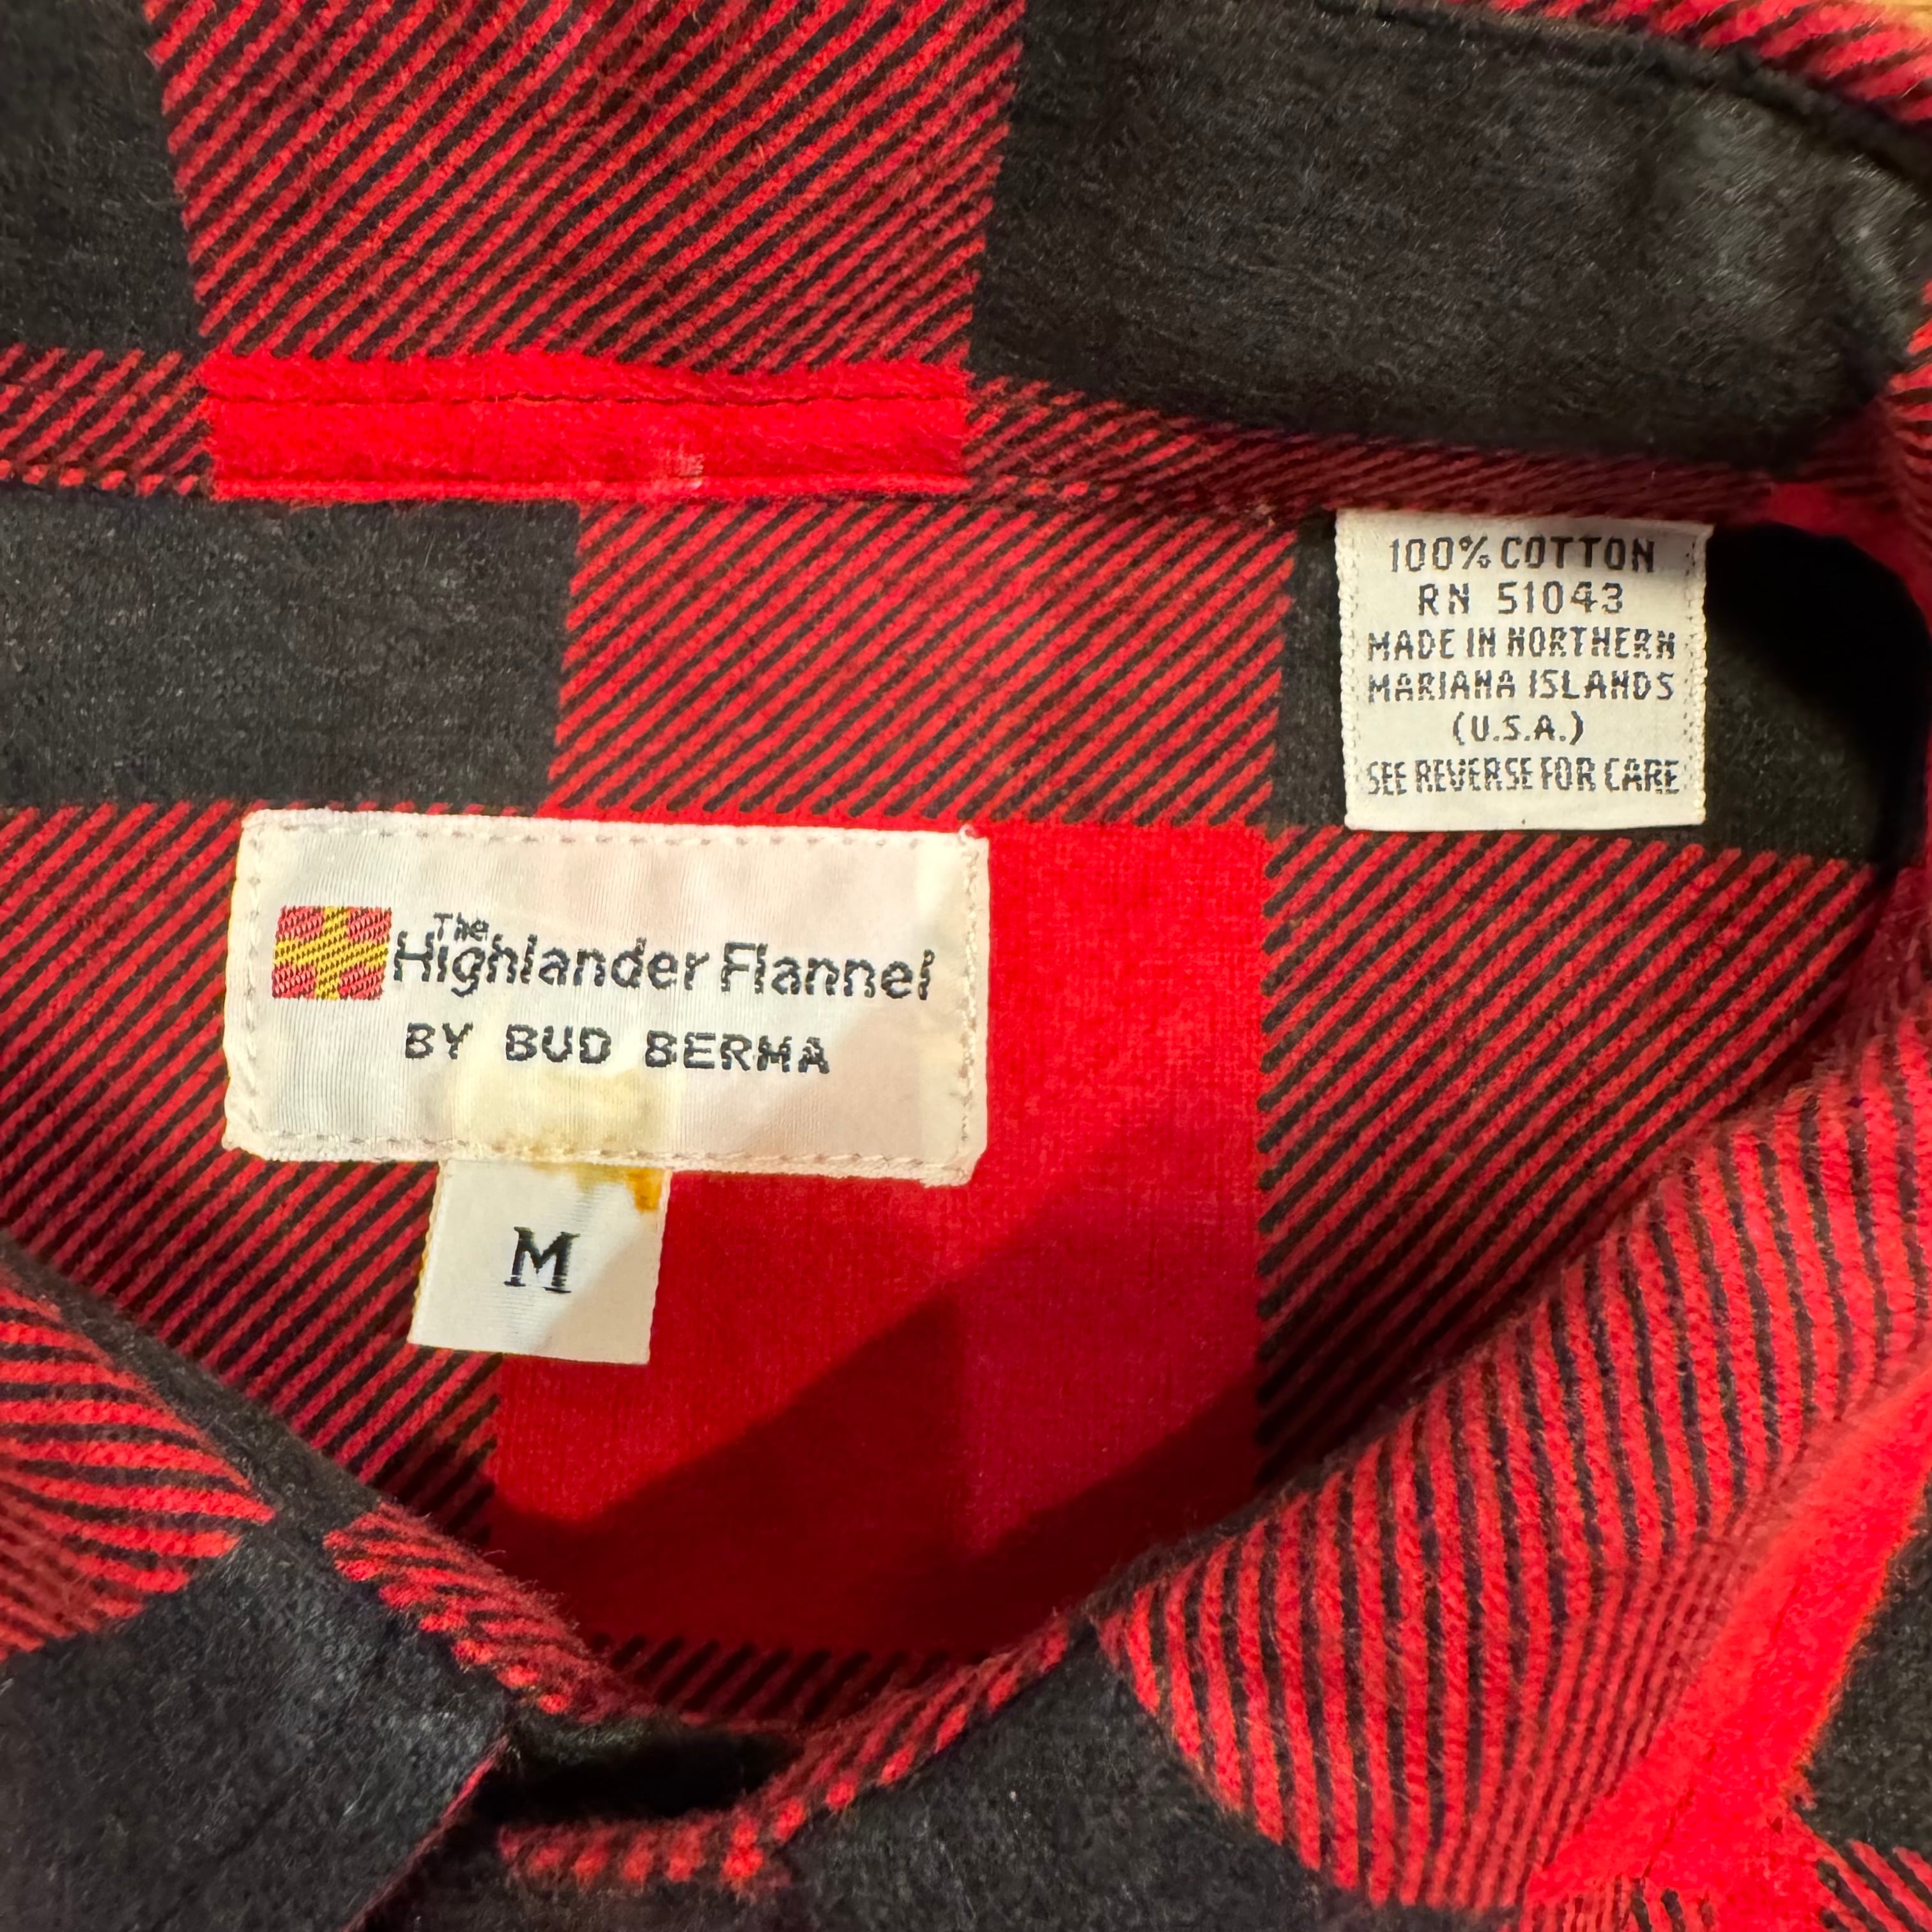 100% COTTON
RN 51043
MADE IN NORTHERN
MARIANA ISLANDS
(U.S.A.)
SEE REVERSE FOR CARE
The
Highlander Flannel
BY BUD BERMA
M